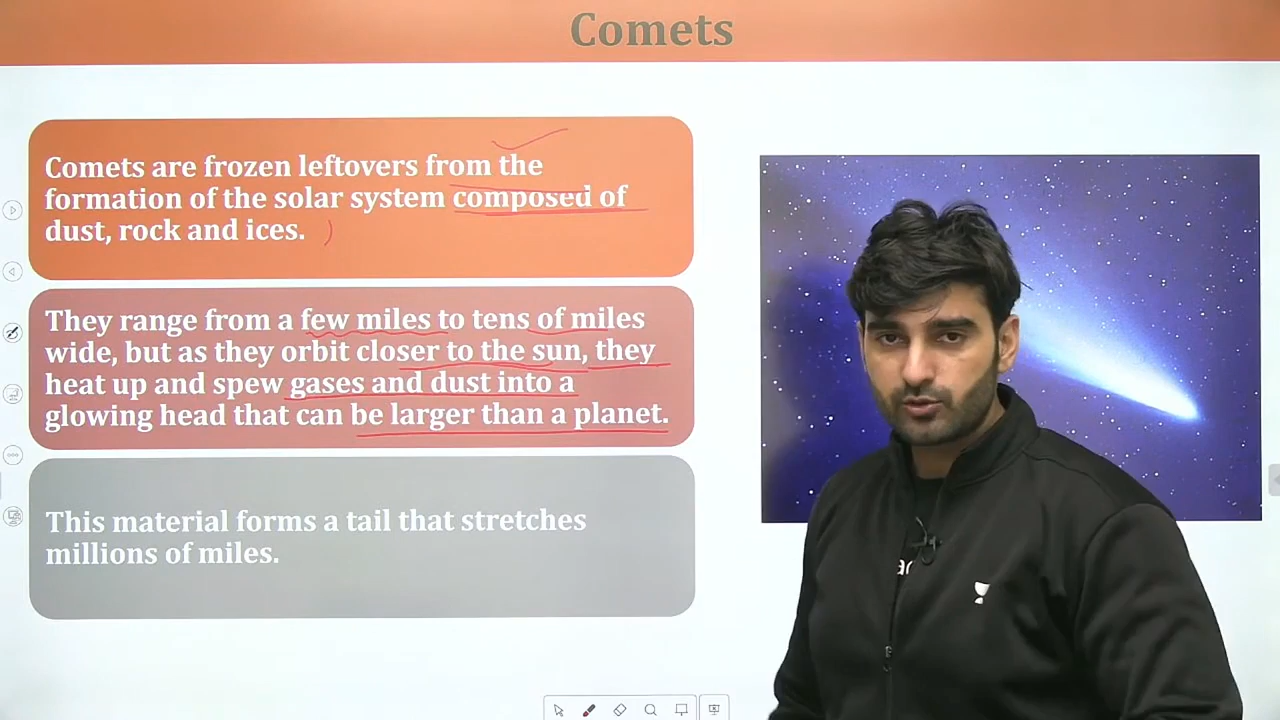 Comets
Comets are frozen leftovers from the
formation of the solar system composed of
dust, rock and ices.
They range from a few miles to tens of miles
wide, but as they orbit closer to the sun, they
heat up and spew gases and dust into a
glowing head that can be larger than a planet.
This material forms a tail that stretches
millions of miles.